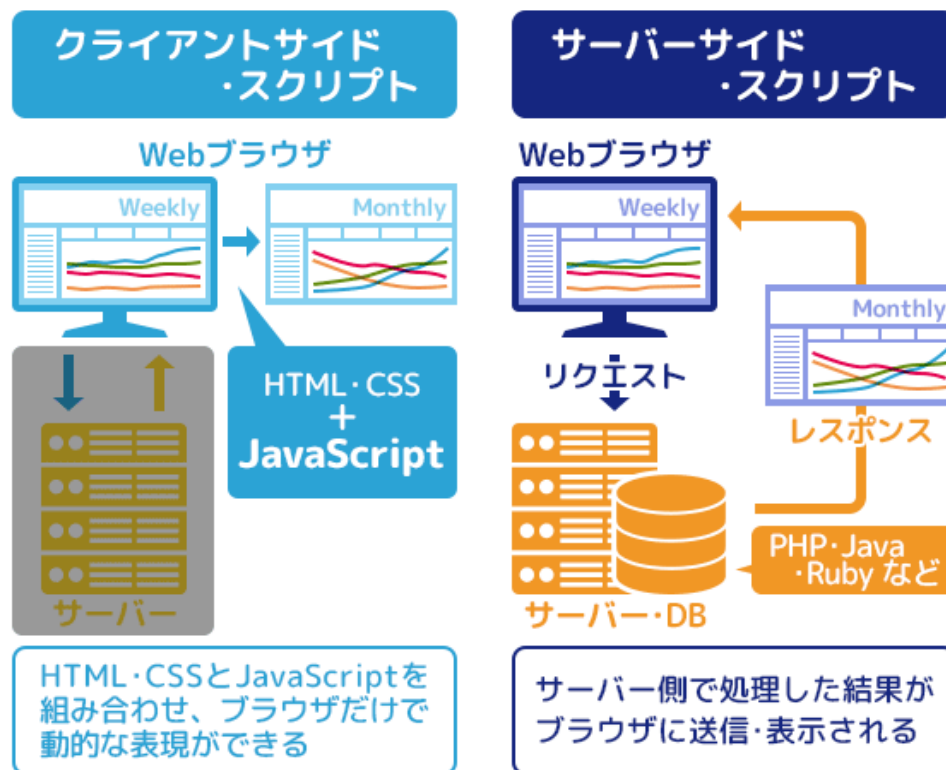 クライアントサイド
・スクリプト
Webブラウザ
Weekly
Monthly
HTML・CSS
+
JavaScript
サーバー
HTML・CSSとJavaScriptを
組み合わせ、ブラウザだけで
動的な表現ができる
サーバーサイド
・スクリプト
Webブラウザ
Weekly
Monthly
リクエスト
レスポンス
PHP・Java
・Ruby など
サーバー・DB
サーバー側で処理した結果が
ブラウザに送信・表示される